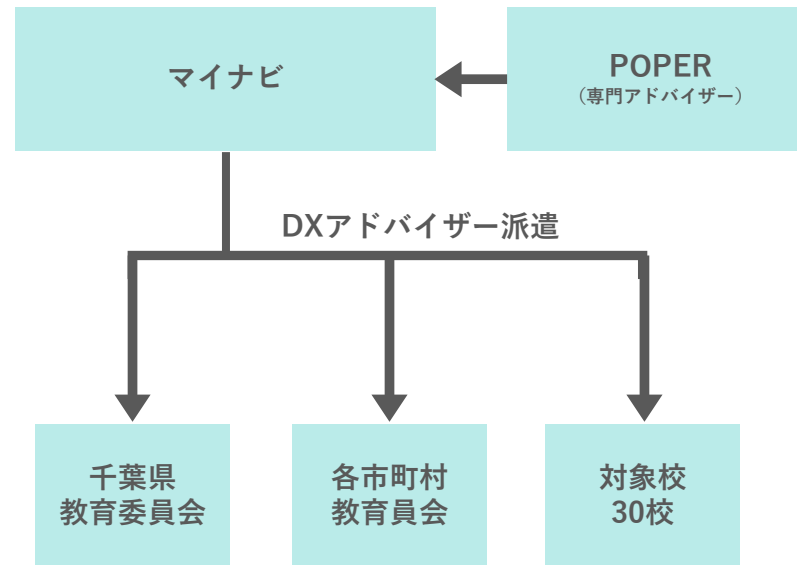 マイナビ
POPER
（専門アドバイザー）
DXアドバイザー派遣
千葉県
教育委員会
各市町村
教育員会
対象校
30校